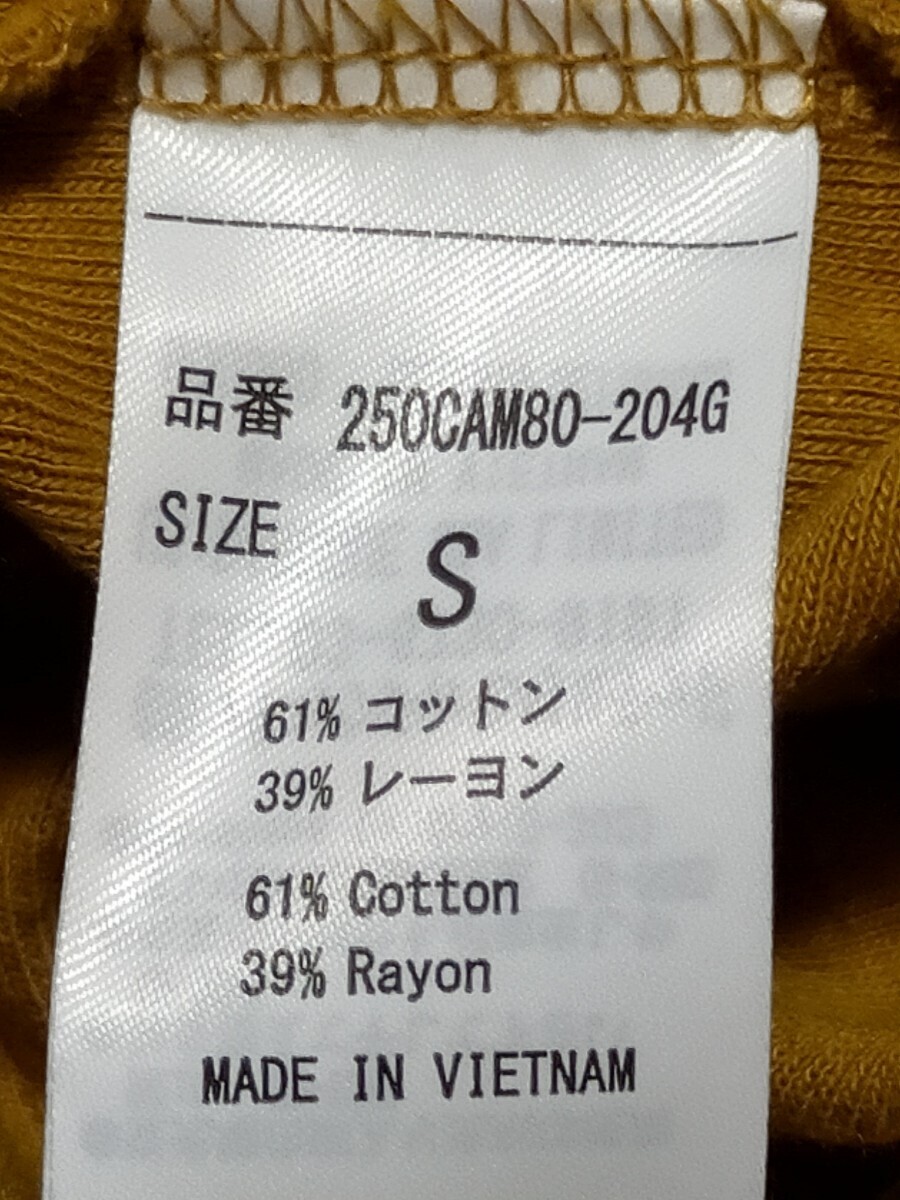 品番 250CAM80-204G
SIZE S
61% コットン
39% レーヨン
61% Cotton
39% Rayon
MADE IN VIETNAM